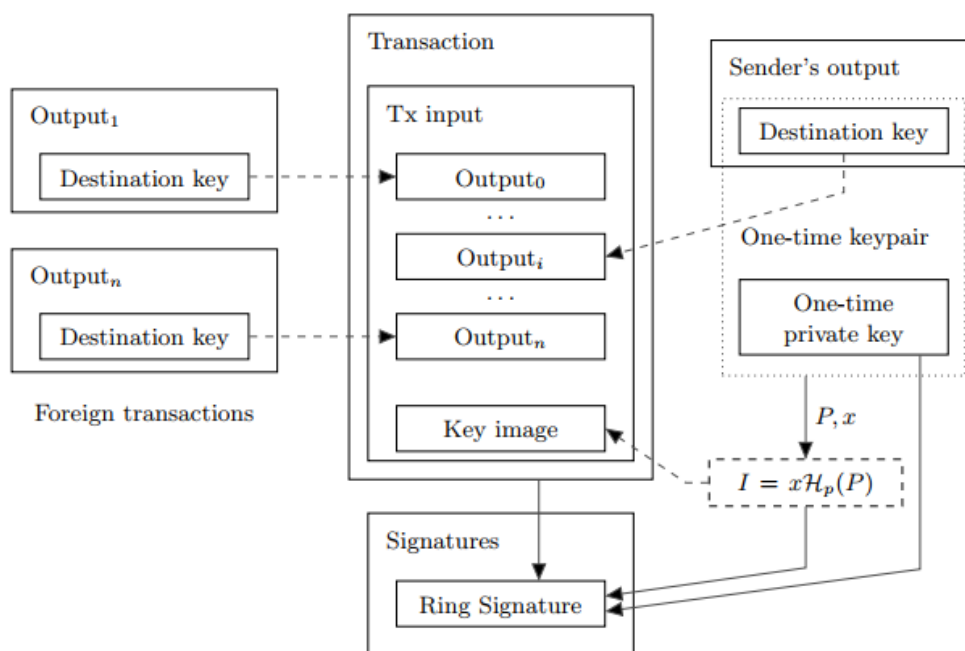 Output₁
Destination key
Outputₙ
Destination key
Foreign transactions
Transaction
Tx input
Output₀
...
Outputᵢ
...
Outputₙ
Key image
Signatures
Ring Signature
Sender's output
Destination key
One-time keypair
One-time
private key
P, x
I = xℋₚ(P)